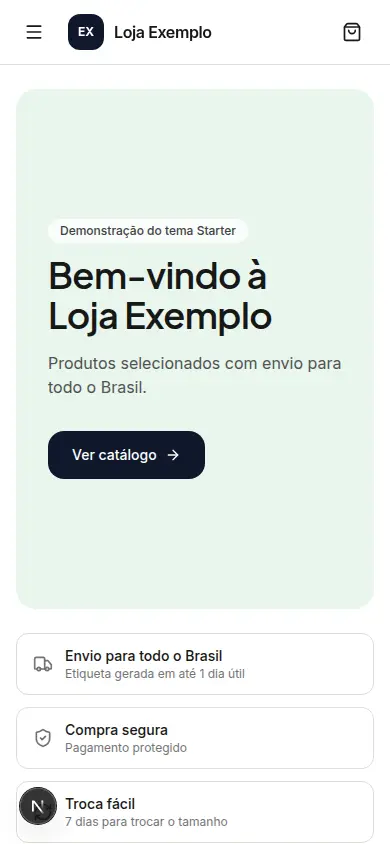 EX
Loja Exemplo
Demonstração do tema Starter
Bem-vindo à
Loja Exemplo
Produtos selecionados com envio para
todo o Brasil.
Ver catálogo
Envio para todo o Brasil
Etiqueta gerada em até 1 dia útil
Compra segura
Pagamento protegido
N
Troca fácil
7 dias para trocar o tamanho